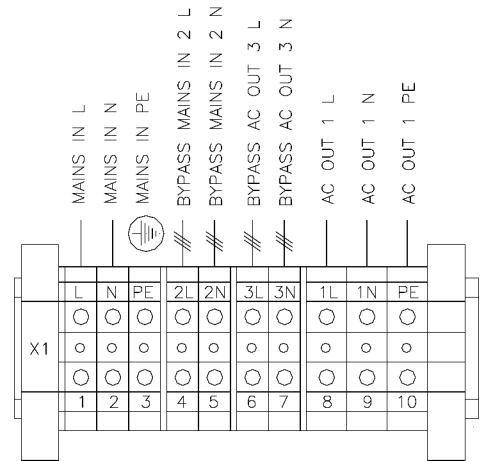 MAINS IN L
MAINS IN N
MAINS IN PE
BYPASS MAINS IN 2 L
BYPASS MAINS IN 2 N
BYPASS AC OUT 3 L
BYPASS AC OUT 3 N
AC OUT 1 L
AC OUT 1 N
AC OUT 1 PE
L N PE 2L 2N 3L 3N 1L 1N PE
X1
1 2 3 4 5 6 7 8 9 10